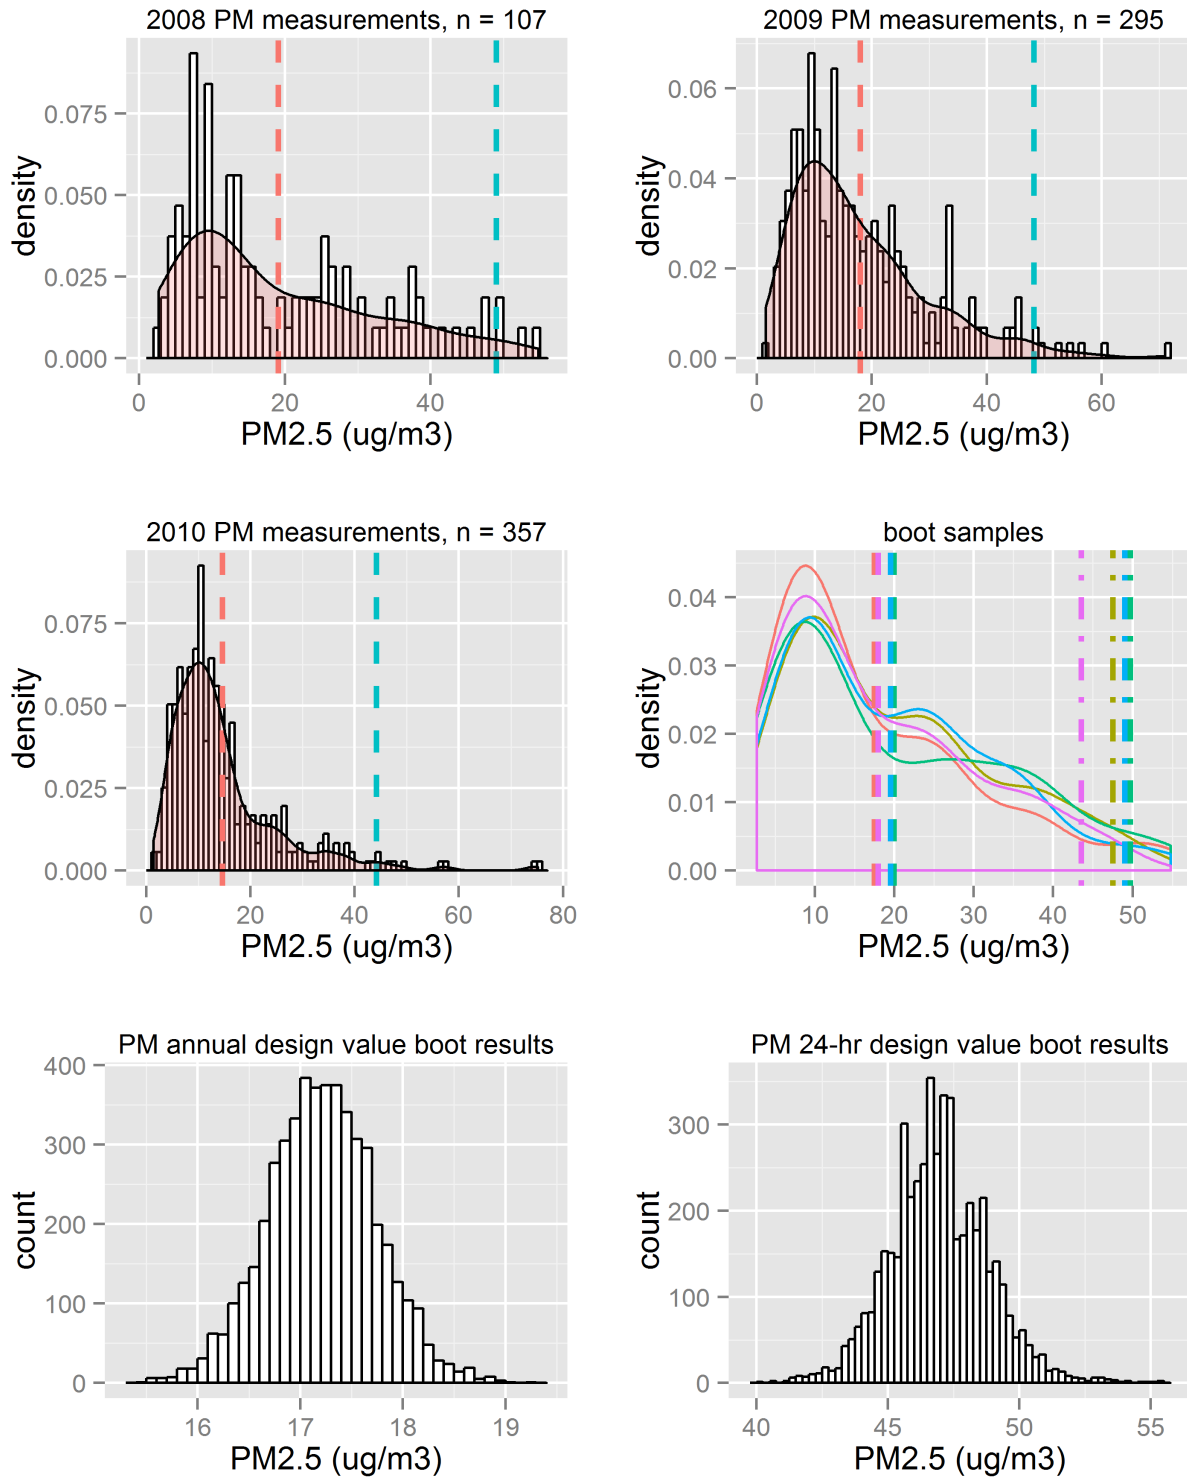 2008 PM measurements, n = 107
0.075
0.050
0.025
0.000
density
0 20 40
PM2.5 (ug/m3)
2009 PM measurements, n = 295
0.06
0.04
0.02
0.00
density
0 20 40 60
PM2.5 (ug/m3)
2010 PM measurements, n = 357
0.075
0.050
0.025
0.000
density
0 20 40 60 80
PM2.5 (ug/m3)
boot samples
0.04
0.03
0.02
0.01
0.00
density
10 20 30 40 50
PM2.5 (ug/m3)
PM annual design value boot results
400
300
200
100
0
count
16 17 18 19
PM2.5 (ug/m3)
PM 24-hr design value boot results
300
200
100
0
count
40 45 50 55
PM2.5 (ug/m3)